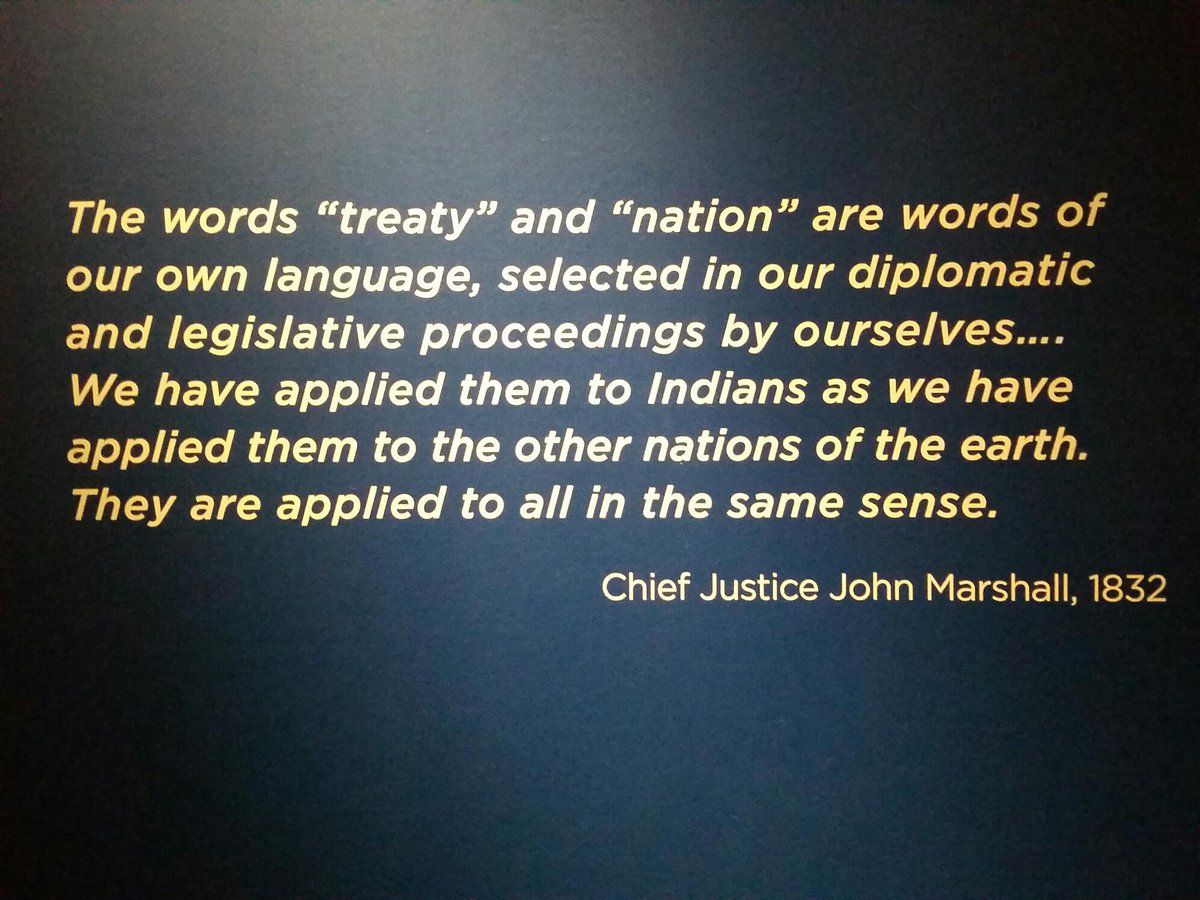 The words “treaty” and “nation” are words of
our own language, selected in our diplomatic
and legislative proceedings by ourselves....
We have applied them to Indians as we have
applied them to the other nations of the earth.
They are applied to all in the same sense.
Chief Justice John Marshall, 1832